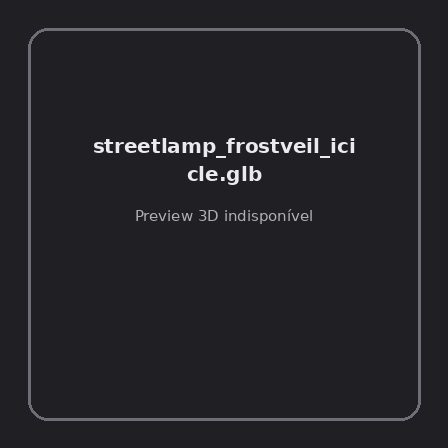 streetlamp_frostveil_ici
cle.glb
Preview 3D indisponível